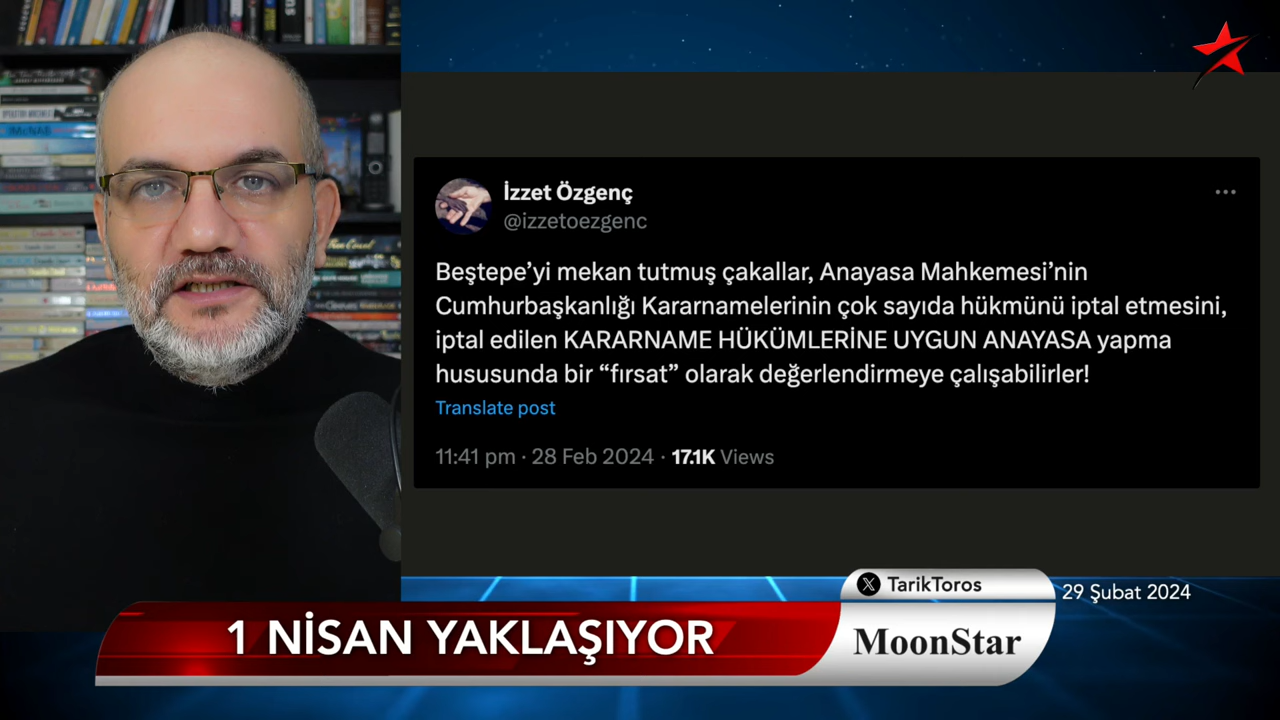 İzzet Özgenç
@izzetoezgenc
Beştepe’yi mekan tutmuş çakallar, Anayasa Mahkemesi’nin
Cumhurbaşkanlığı Kararnamelerinin çok sayıda hükmünü iptal etmesini,
iptal edilen KARARNAME HÜKÜMLERİNE UYGUN ANAYASA yapma
hususunda bir “fırsat” olarak değerlendirmeye çalışabilirler!
Translate post
11:41 pm · 28 Feb 2024 · 17.1K Views
TarikToros
29 Şubat 2024
1 NİSAN YAKLAŞIYOR
MoonStar